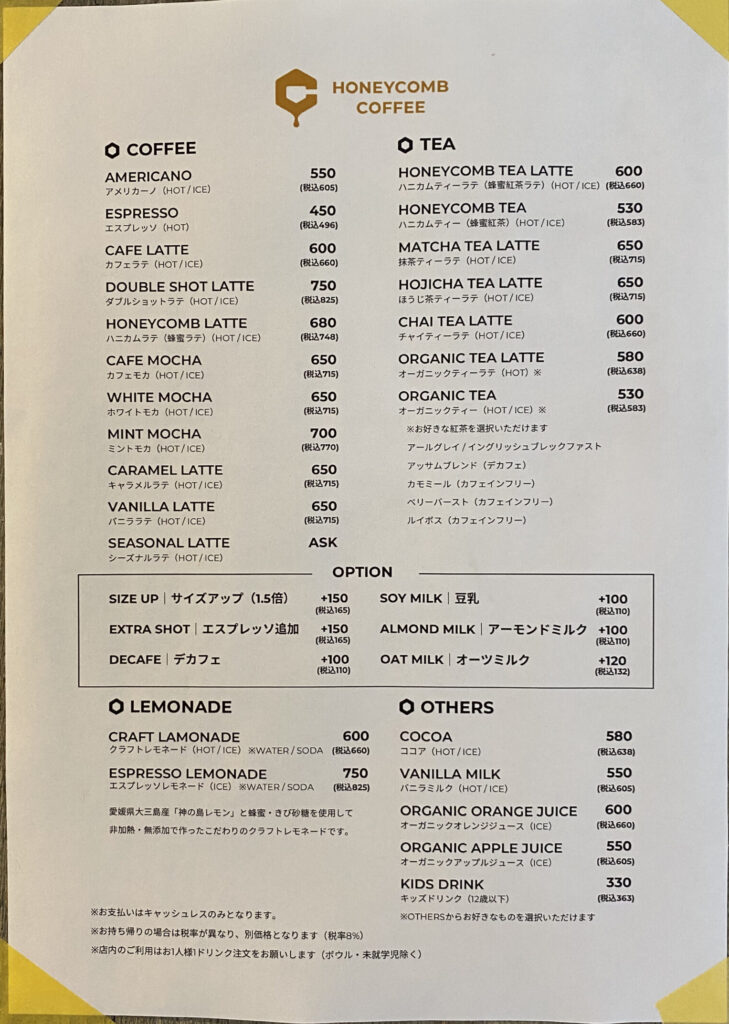 HONEYCOMB
COFFEE
COFFEE
AMERICANO 550
アメリカーノ（HOT / ICE） (税込605)
ESPRESSO 450
エスプレッソ（HOT） (税込496)
CAFE LATTE 600
カフェラテ（HOT / ICE） (税込660)
DOUBLE SHOT LATTE 750
ダブルショットラテ（HOT / ICE） (税込825)
HONEYCOMB LATTE 680
ハニカムラテ（蜂蜜ラテ）（HOT / ICE） (税込748)
CAFE MOCHA 650
カフェモカ（HOT / ICE） (税込715)
WHITE MOCHA 650
ホワイトモカ（HOT / ICE） (税込715)
MINT MOCHA 700
ミントモカ（HOT / ICE） (税込770)
CARAMEL LATTE 650
キャラメルラテ（HOT / ICE） (税込715)
VANILLA LATTE 650
バニララテ（HOT / ICE） (税込715)
SEASONAL LATTE ASK
シーズナルラテ（HOT / ICE）
TEA
HONEYCOMB TEA LATTE 600
ハニカムティーラテ（蜂蜜紅茶ラテ）（HOT / ICE） (税込660)
HONEYCOMB TEA 530
ハニカムティー（蜂蜜紅茶）（HOT / ICE） (税込583)
MATCHA TEA LATTE 650
抹茶ティーラテ（HOT / ICE） (税込715)
HOJICHA TEA LATTE 650
ほうじ茶ティーラテ（HOT / ICE） (税込715)
CHAI TEA LATTE 600
チャイティーラテ（HOT / ICE） (税込660)
ORGANIC TEA LATTE 580
オーガニックティーラテ（HOT）※ (税込638)
ORGANIC TEA 530
オーガニックティー（HOT / ICE）※ (税込583)
※お好きな紅茶を選択いただけます
アールグレイ / イングリッシュブレックファスト
アッサムブレンド（デカフェ）
カモミール（カフェインフリー）
ベリーバースト（カフェインフリー）
ルイボス（カフェインフリー）
OPTION
SIZE UP｜サイズアップ（1.5倍） +150
(税込165)
EXTRA SHOT｜エスプレッソ追加 +150
(税込165)
DECAFE｜デカフェ +100
(税込110)
SOY MILK｜豆乳 +100
(税込110)
ALMOND MILK｜アーモンドミルク +100
(税込110)
OAT MILK｜オーツミルク +120
(税込132)
LEMONADE
CRAFT LAMONADE 600
クラフトレモネード（HOT / ICE）※WATER / SODA (税込660)
ESPRESSO LEMONADE 750
エスプレッソレモネード（ICE）※WATER / SODA (税込825)
愛媛県大三島産「神の島レモン」と蜂蜜・きび砂糖を使用して
非加熱・無添加で作ったこだわりのクラフトレモネードです。
OTHERS
COCOA 580
ココア（HOT / ICE） (税込638)
VANILLA MILK 550
バニラミルク（HOT / ICE） (税込605)
ORGANIC ORANGE JUICE 600
オーガニックオレンジジュース（ICE） (税込660)
ORGANIC APPLE JUICE 550
オーガニックアップルジュース（ICE） (税込605)
KIDS DRINK 330
キッズドリンク（12歳以下） (税込363)
※OTHERSからお好きなものを選択いただけます
※お支払いはキャッシュレスのみとなります。
※お持ち帰りの場合は税率が異なり、別価格となります（税率8%）
※店内のご利用はお1人様1ドリンク注文をお願いします（ボウル・未就学児除く）